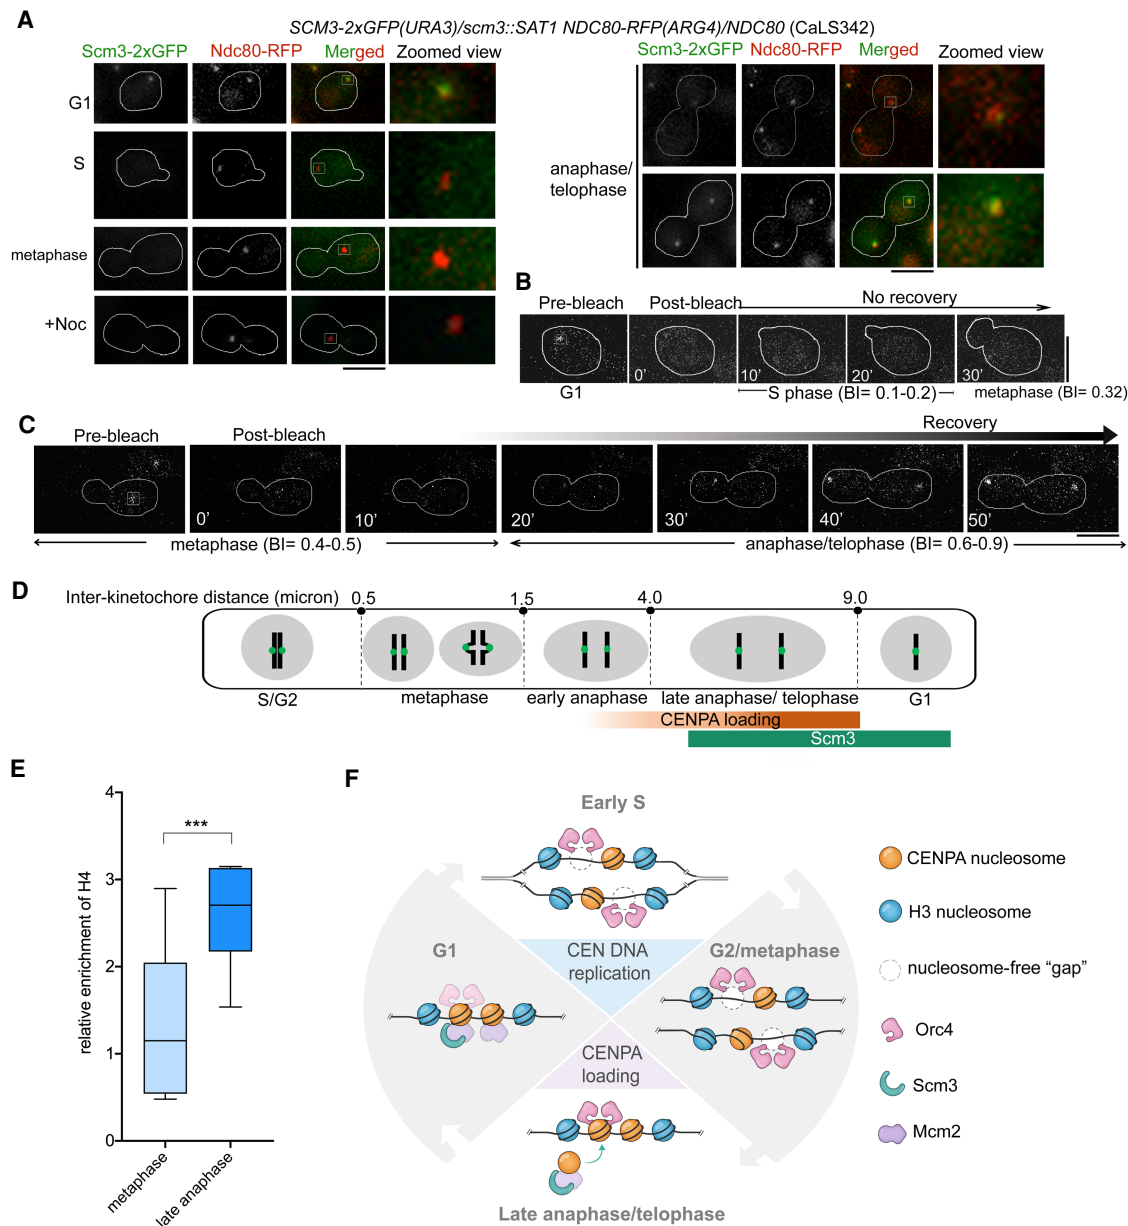 A
SCM3-2xGFP(URA3)/scm3::SAT1 NDC80-RFP(ARG4)/NDC80 (CaLS342)
Scm3-2xGFP Ndc80-RFP Merged Zoomed view
G1
S
metaphase
+Noc
Scm3-2xGFP Ndc80-RFP Merged Zoomed view
anaphase/
telophase
B
Pre-bleach Post-bleach No recovery
0’ 10’ 20’ 30’
G1 S phase (BI= 0.1-0.2) metaphase (BI= 0.32)
C
Pre-bleach Post-bleach Recovery
0’ 10’ 20’ 30’ 40’ 50’
metaphase (BI= 0.4-0.5) anaphase/telophase (BI= 0.6-0.9)
D
Inter-kinetochore distance (micron) 0.5 1.5 4.0 9.0
S/G2 metaphase early anaphase late anaphase/ telophase G1
CENPA loading
Scm3
E
relative enrichment of H4
4
3
2
1
0
***
metaphase
late anaphase
F
Early S
G1
CEN DNA
replication
G2/metaphase
CENPA
loading
Late anaphase/telophase
CENPA nucleosome
H3 nucleosome
nucleosome-free “gap”
Orc4
Scm3
Mcm2